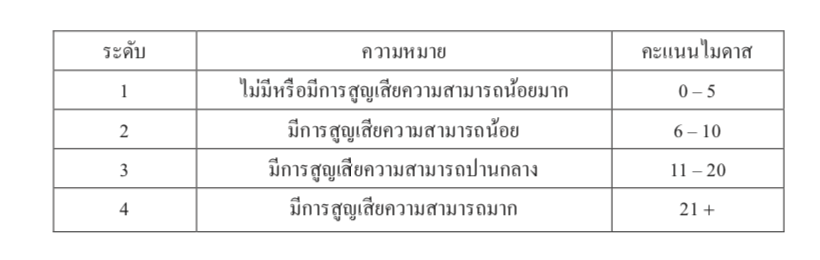 ระดับ ความหมาย คะแนนไมดาส
1 ไม่มีหรือมีการสูญเสียความสามารถน้อยมาก 0 – 5
2 มีการสูญเสียความสามารถน้อย 6 – 10
3 มีการสูญเสียความสามารถปานกลาง 11 – 20
4 มีการสูญเสียความสามารถมาก 21 +